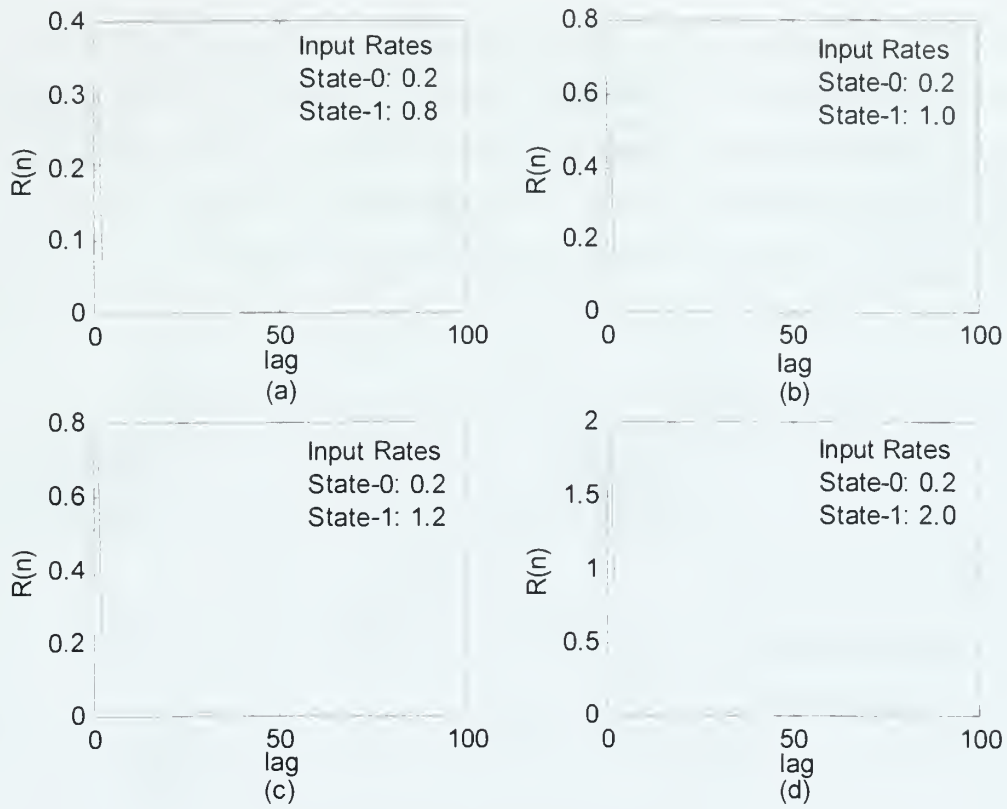 0.4
0.3
0.2
0.1
0
R(n)
Input Rates
State-0: 0.2
State-1: 0.8
0
50
100
lag
(a)
0.8
0.6
0.4
0.2
0
R(n)
Input Rates
State-0: 0.2
State-1: 1.0
0
50
100
lag
(b)
0.8
0.6
0.4
0.2
0
R(n)
Input Rates
State-0: 0.2
State-1: 1.2
0
50
100
lag
(c)
2
1.5
1
0.5
0
R(n)
Input Rates
State-0: 0.2
State-1: 2.0
0
50
100
lag
(d)